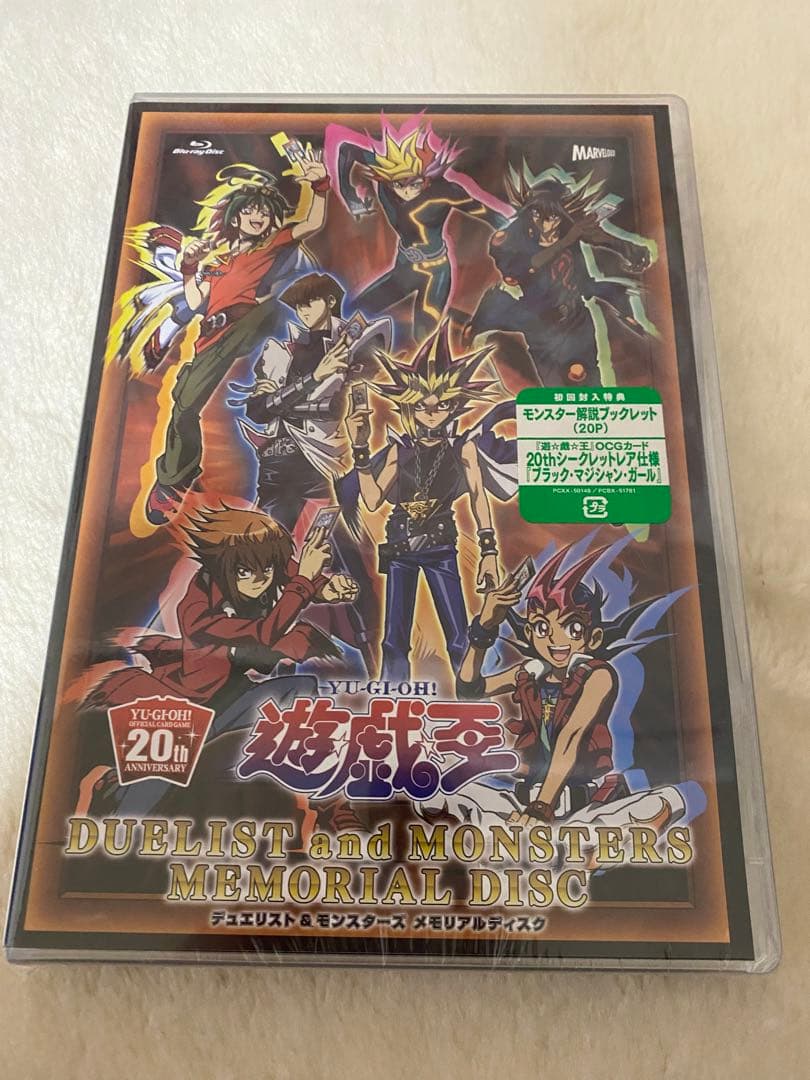 Blu-ray Disc
MARVELOUS
初回封入特典
モンスター解説ブックレット
(20P)
『遊☆戯☆王』OCGカード
20thシークレットレア仕様
『ブラック・マジシャン・ガール』
YU-GI-OH!
遊戯王
YU-GI-OH!
OFFICIAL CARD GAME
20th
ANNIVERSARY
DUELIST and MONSTERS
MEMORIAL DISC
デュエリスト & モンスターズ メモリアルディスク